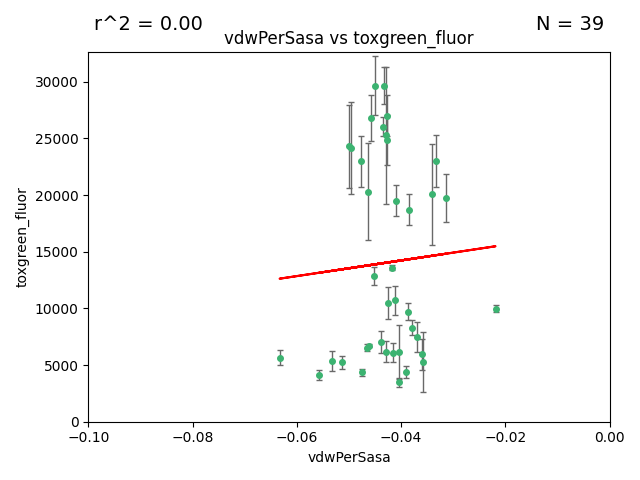 r^2 = 0.00
N = 39
vdwPerSasa vs toxgreen_fluor
30000
25000
20000
15000
10000
5000
0
toxgreen_fluor
−0.10
−0.08
−0.06
−0.04
−0.02
0.00
vdwPerSasa